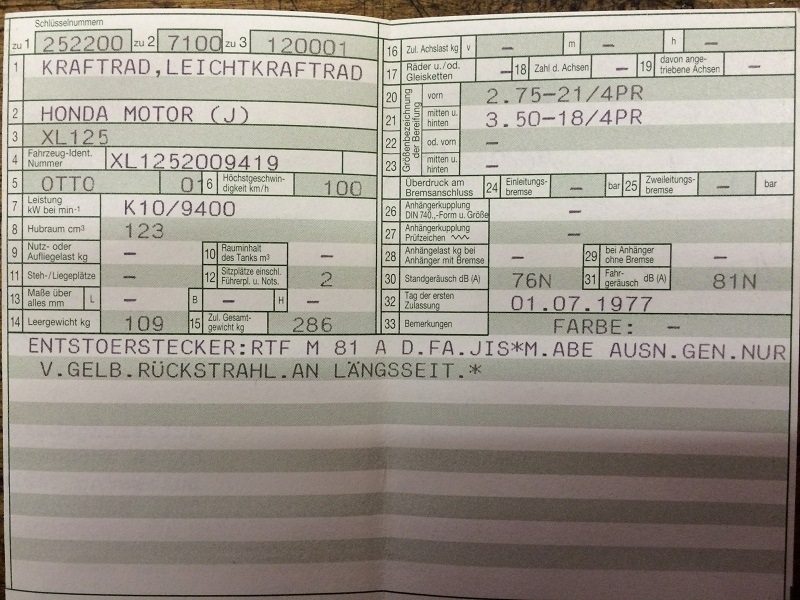 Schlüsselnummern
zu 1 252200 zu 2 7100 zu 3 120001
1 KRAFTRAD,LEICHTKRAFTRAD
2 HONDA MOTOR (J)
3 XL125
4 Fahrzeug-Ident. Nummer XL1252009419
5 OTTO 01 6 Höchstgeschwindigkeit km/h 100
7 Leistung kW bei min⁻¹ K10/9400
8 Hubraum cm³ 123
9 Nutz- oder Aufliegelast kg – 10 Rauminhalt des Tanks m³ –
11 Steh-/Liegeplätze – 12 Sitzplätze einschl. Führerpl. u. Nots. 2
13 Maße über alles mm L – B – H –
14 Leergewicht kg 109 15 Zul. Gesamtgewicht kg 286
16 Zul. Achslast kg v – m – h –
17 Räder u./od. Gleisketten – 18 Zahl d. Achsen – 19 davon angetriebene Achsen –
Größenbezeichnung der Bereifung
20 vorn 2.75-21/4PR
21 mitten u. hinten 3.50-18/4PR
22 od. vorn –
23 mitten u. hinten –
Überdruck am Bremsanschluss 24 Einleitungsbremse – bar 25 Zweileitungsbremse – bar
26 Anhängerkupplung DIN 740..-Form u. Größe –
27 Anhängerkupplung Prüfzeichen –
28 Anhängelast kg bei Anhänger mit Bremse – 29 bei Anhänger ohne Bremse –
30 Standgeräusch dB (A) 76N 31 Fahrgeräusch dB (A) 81N
32 Tag der ersten Zulassung 01.07.1977
33 Bemerkungen FARBE: –
ENTSTOERSTECKER:RTF M 81 A D.FA.JIS*M.ABE AUSN.GEN.NUR
V.GELB.RÜCKSTRAHL.AN LÄNGSSEIT.*